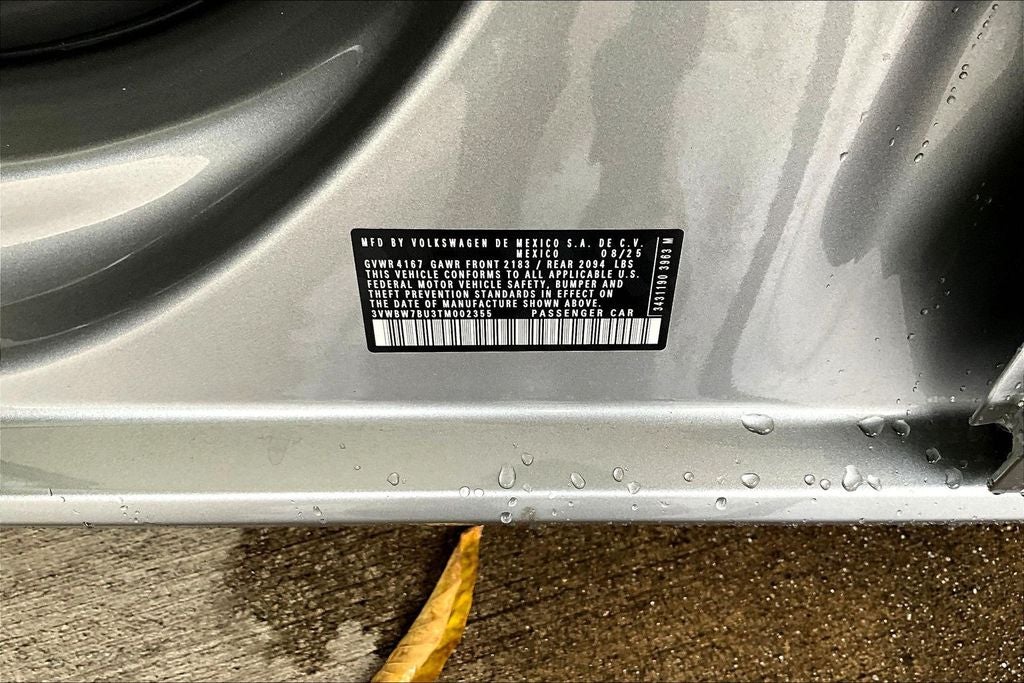 MFD BY VOLKSWAGEN DE MEXICO S.A. DE C.V.
MEXICO 08/25
GVWR 4167 GAWR FRONT 2183 / REAR 2094 LBS
THIS VEHICLE CONFORMS TO ALL APPLICABLE U.S.
FEDERAL MOTOR VEHICLE SAFETY, BUMPER AND
THEFT PREVENTION STANDARDS IN EFFECT ON
THE DATE OF MANUFACTURE SHOWN ABOVE.
3VWBW7BU3TM002355 PASSENGER CAR
3431190 3963 M